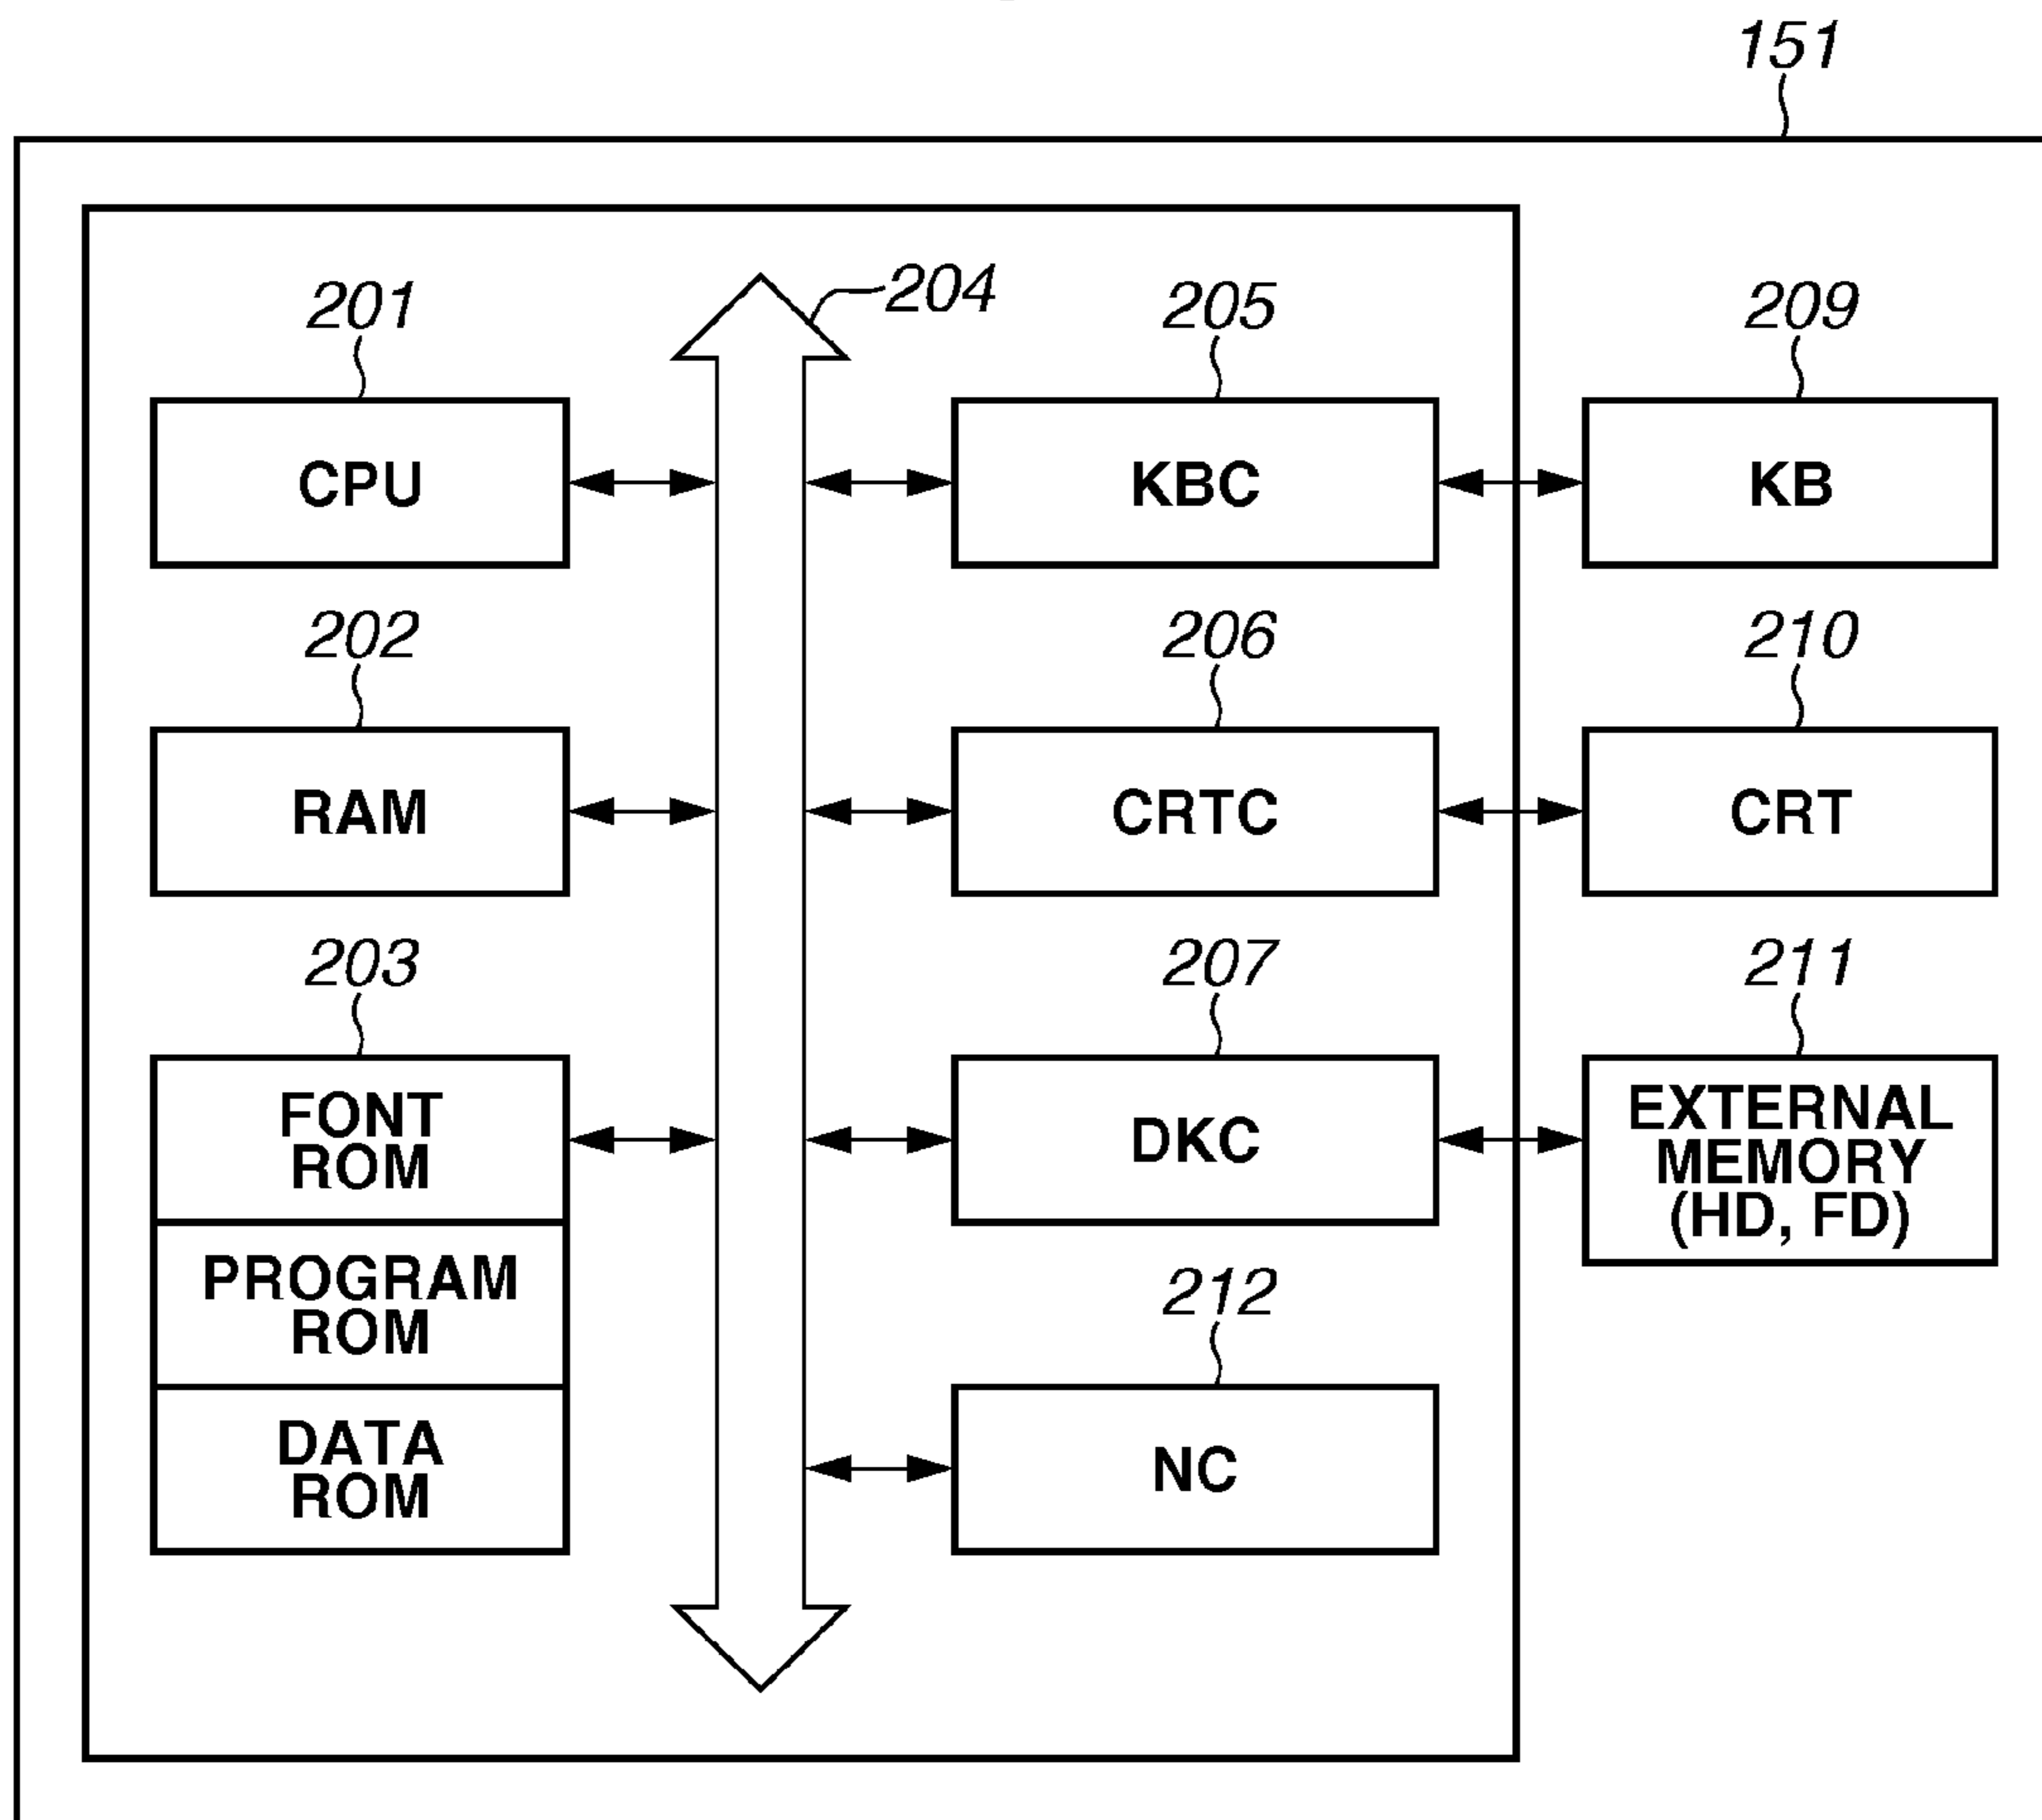 151
201
204
205
209
CPU
KBC
KB
202
206
210
RAM
CRTC
CRT
203
207
211
FONT
ROM
DKC
EXTERNAL
MEMORY
(HD, FD)
PROGRAM
ROM
212
DATA
ROM
NC